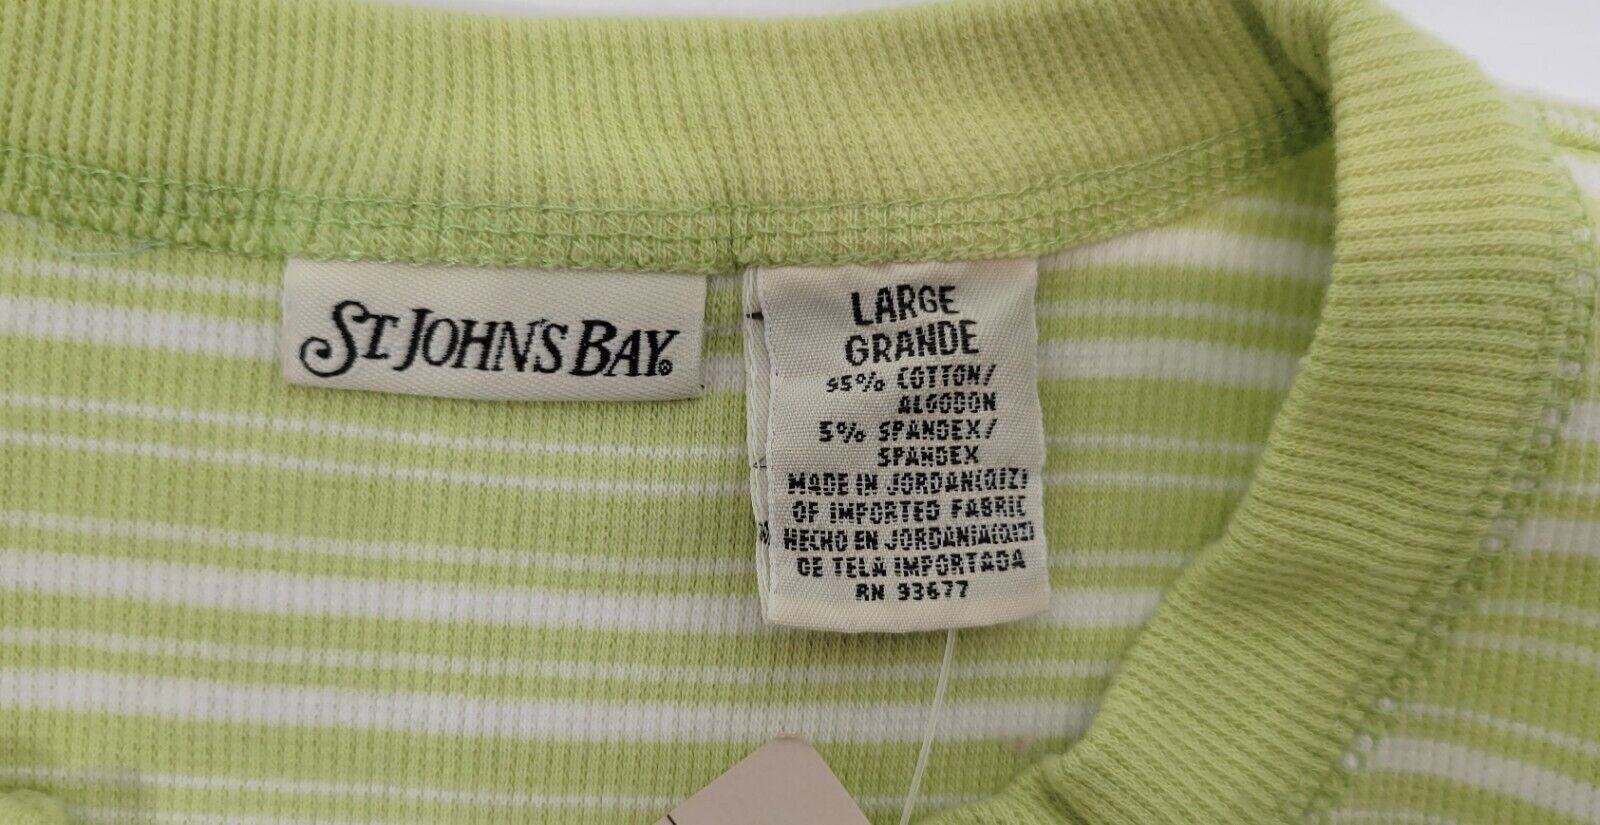 ST. JOHN'S BAY®
LARGE
GRANDE
95% COTTON/
ALGODON
5% SPANDEX/
SPANDEX
MADE IN JORDAN(QIZ)
OF IMPORTED FABRIC
HECHO EN JORDANIA(QIZ)
DE TELA IMPORTADA
RN 93677